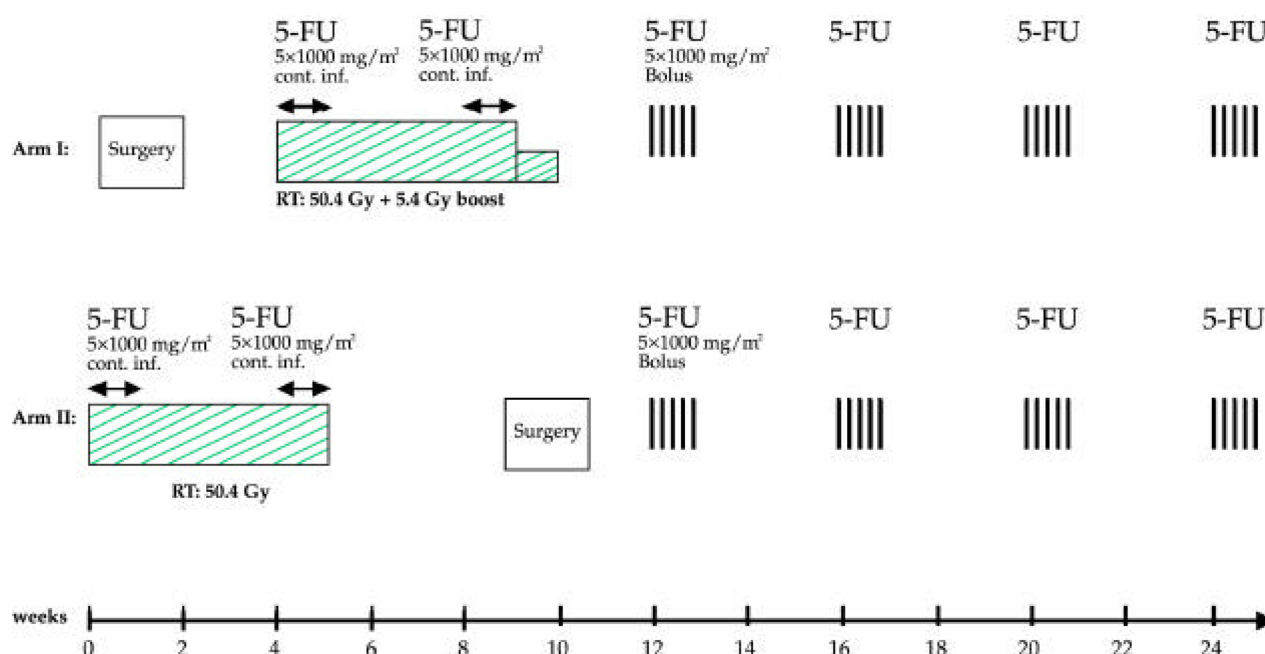 5-FU 5-FU 5-FU 5-FU 5-FU 5-FU
5×1000 mg/m² 5×1000 mg/m² 5×1000 mg/m²
cont. inf. cont. inf. Bolus
Arm I: Surgery
RT: 50.4 Gy + 5.4 Gy boost
5-FU 5-FU 5-FU 5-FU 5-FU 5-FU
5×1000 mg/m² 5×1000 mg/m² 5×1000 mg/m²
cont. inf. cont. inf. Bolus
Arm II: Surgery
RT: 50.4 Gy
weeks
0 2 4 6 8 10 12 14 16 18 20 22 24